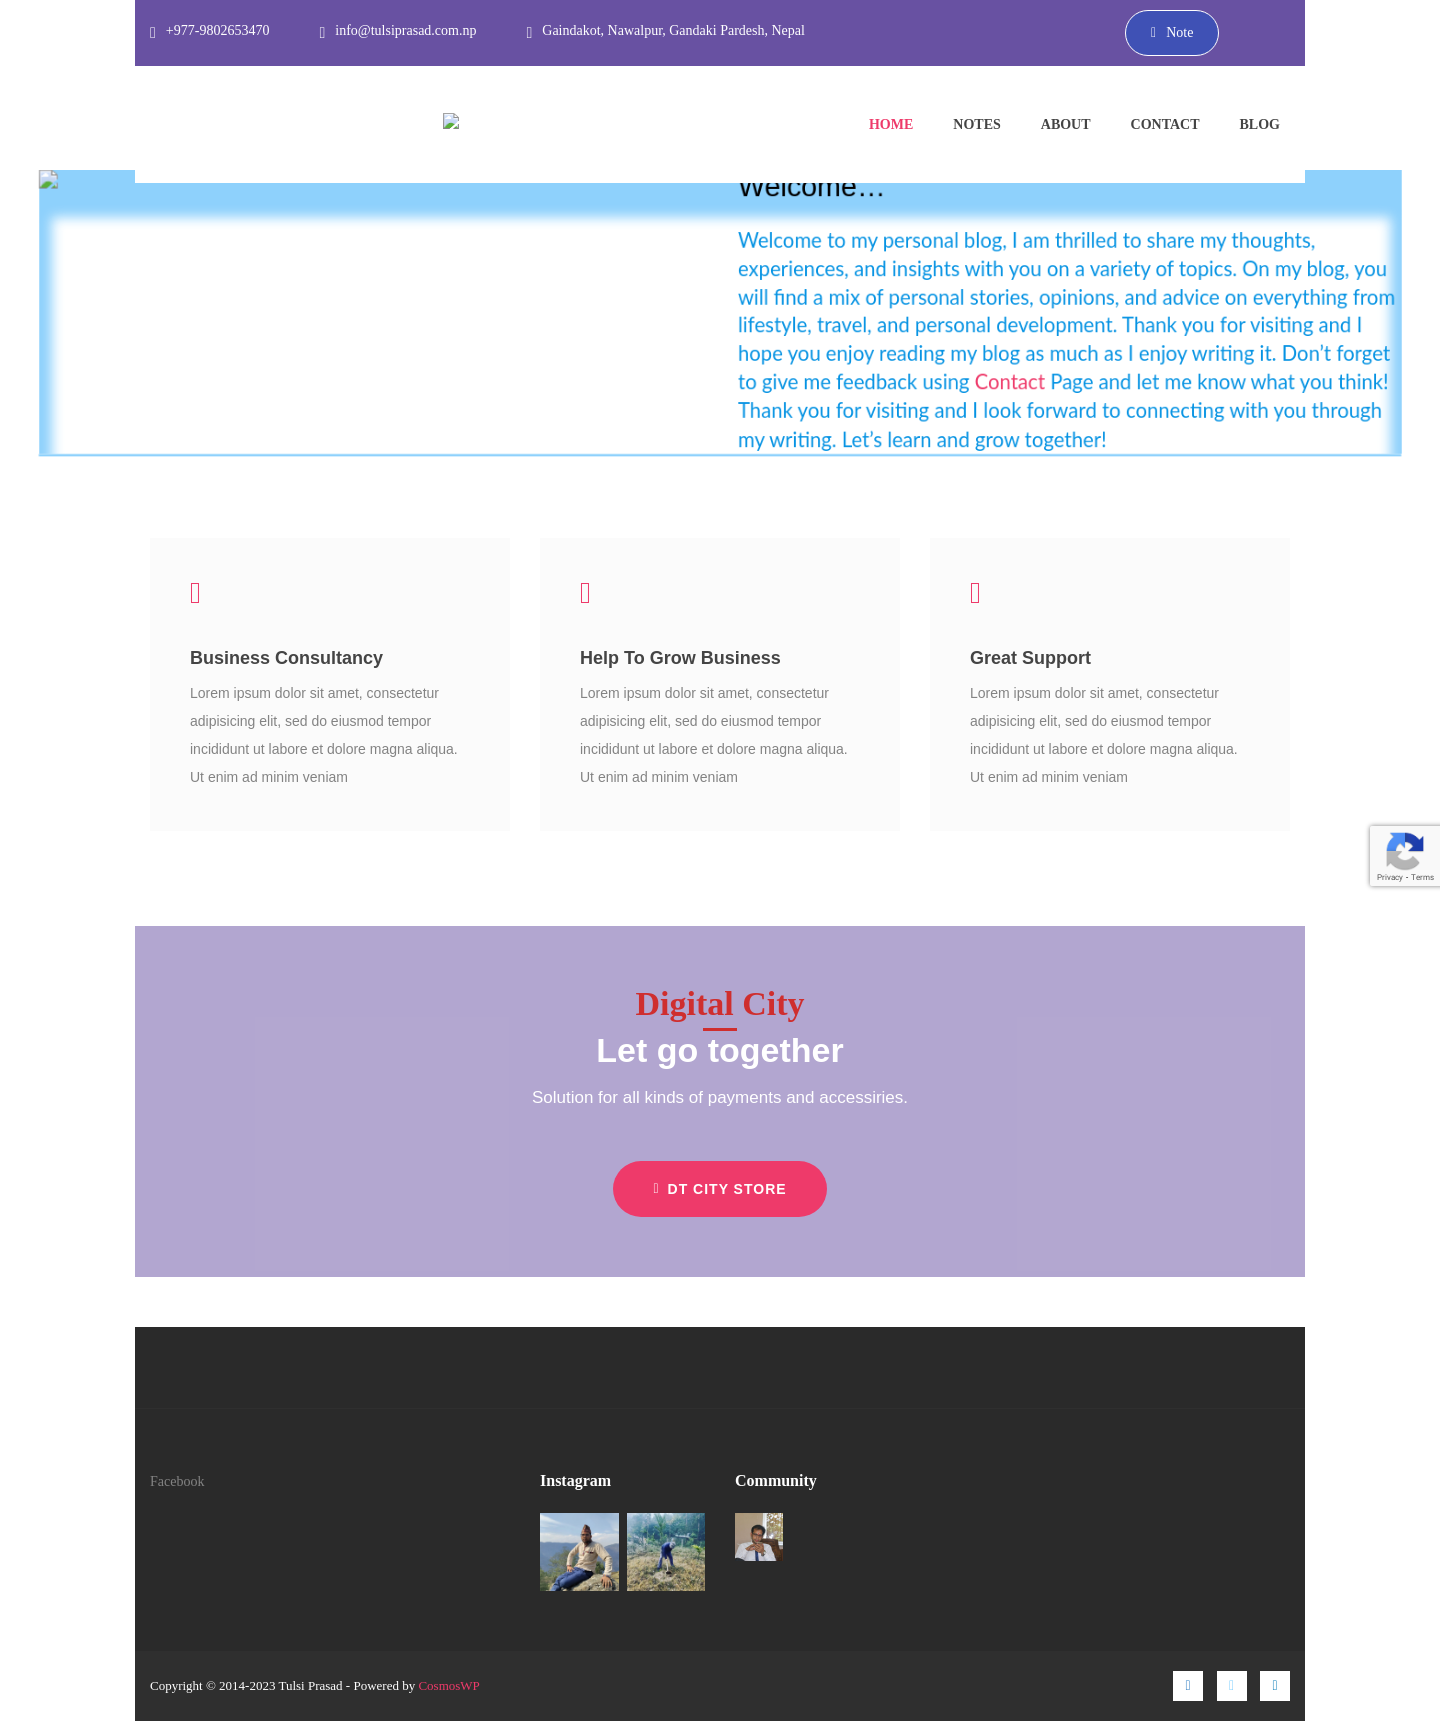 +977-9802653470
info@tulsiprasad.com.np
Gaindakot, Nawalpur, Gandaki Pardesh, Nepal
Note
HOME
NOTES
ABOUT
CONTACT
BLOG
Welcome…
Welcome to my personal blog, I am thrilled to share my thoughts,
experiences, and insights with you on a variety of topics. On my blog, you
will find a mix of personal stories, opinions, and advice on everything from
lifestyle, travel, and personal development. Thank you for visiting and I
hope you enjoy reading my blog as much as I enjoy writing it. Don’t forget
to give me feedback using Contact Page and let me know what you think!
Thank you for visiting and I look forward to connecting with you through
my writing. Let’s learn and grow together!
Business Consultancy
Lorem ipsum dolor sit amet, consectetur
adipisicing elit, sed do eiusmod tempor
incididunt ut labore et dolore magna aliqua.
Ut enim ad minim veniam
Help To Grow Business
Lorem ipsum dolor sit amet, consectetur
adipisicing elit, sed do eiusmod tempor
incididunt ut labore et dolore magna aliqua.
Ut enim ad minim veniam
Great Support
Lorem ipsum dolor sit amet, consectetur
adipisicing elit, sed do eiusmod tempor
incididunt ut labore et dolore magna aliqua.
Ut enim ad minim veniam
Privacy - Terms
Digital City
Let go together
Solution for all kinds of payments and accessiries.
DT CITY STORE
Facebook
Instagram
Community
Copyright © 2014-2023 Tulsi Prasad - Powered by CosmosWP